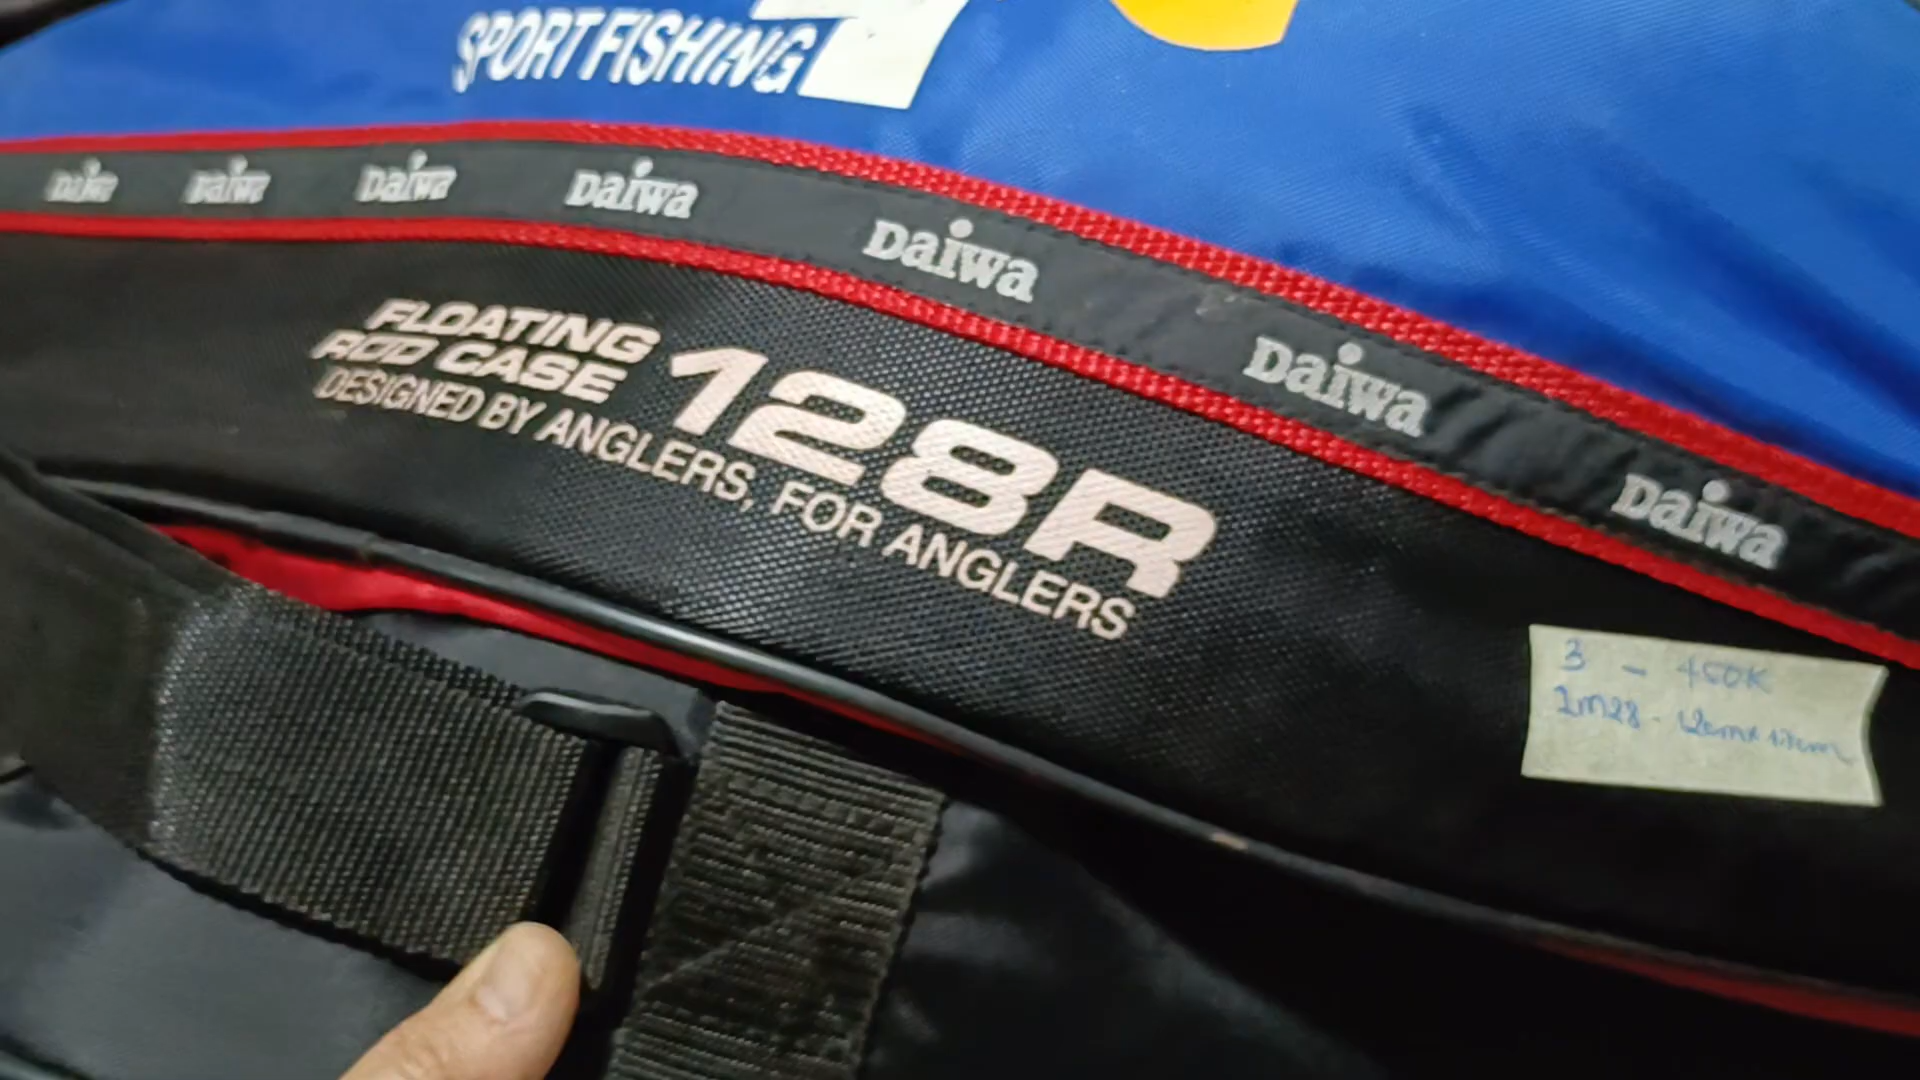 SPORT FISHING
Daiwa Daiwa Daiwa Daiwa Daiwa Daiwa Daiwa
FLOATING
ROD CASE 128R
DESIGNED BY ANGLERS, FOR ANGLERS
3 - 450K
1m28 -